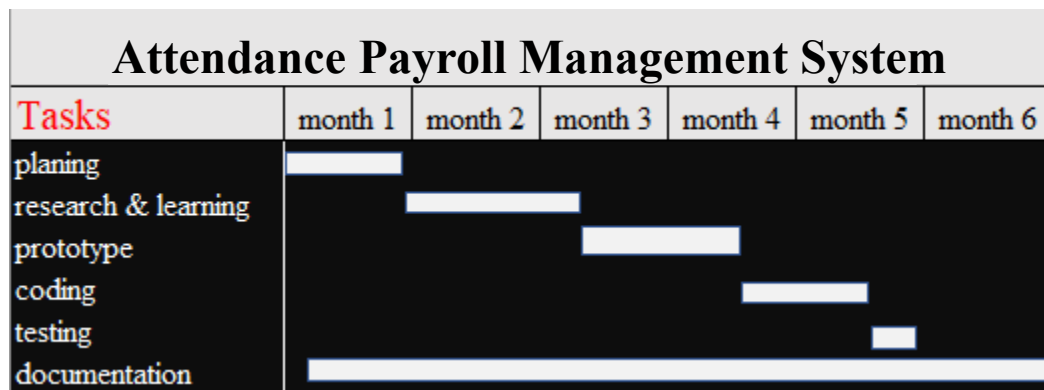 Attendance Payroll Management System
Tasks month 1 month 2 month 3 month 4 month 5 month 6
planing
research & learning
prototype
coding
testing
documentation